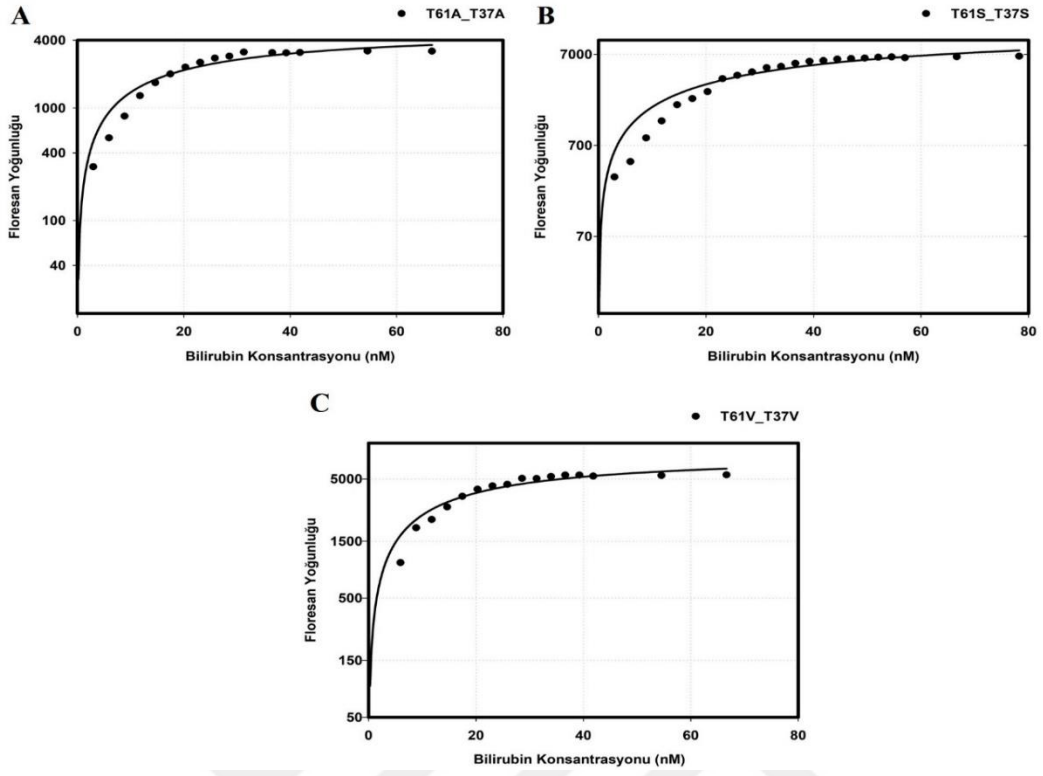 A
T61A_T37A
4000
1000
400
100
40
0 20 40 60 80
Floresan Yoğunluğu
Bilirubin Konsantrasyonu (nM)
B
T61S_T37S
7000
700
70
0 20 40 60 80
Floresan Yoğunluğu
Bilirubin Konsantrasyonu (nM)
C
T61V_T37V
5000
1500
500
150
50
0 20 40 60 80
Floresan Yoğunluğu
Bilirubin Konsantrasyonu (nM)